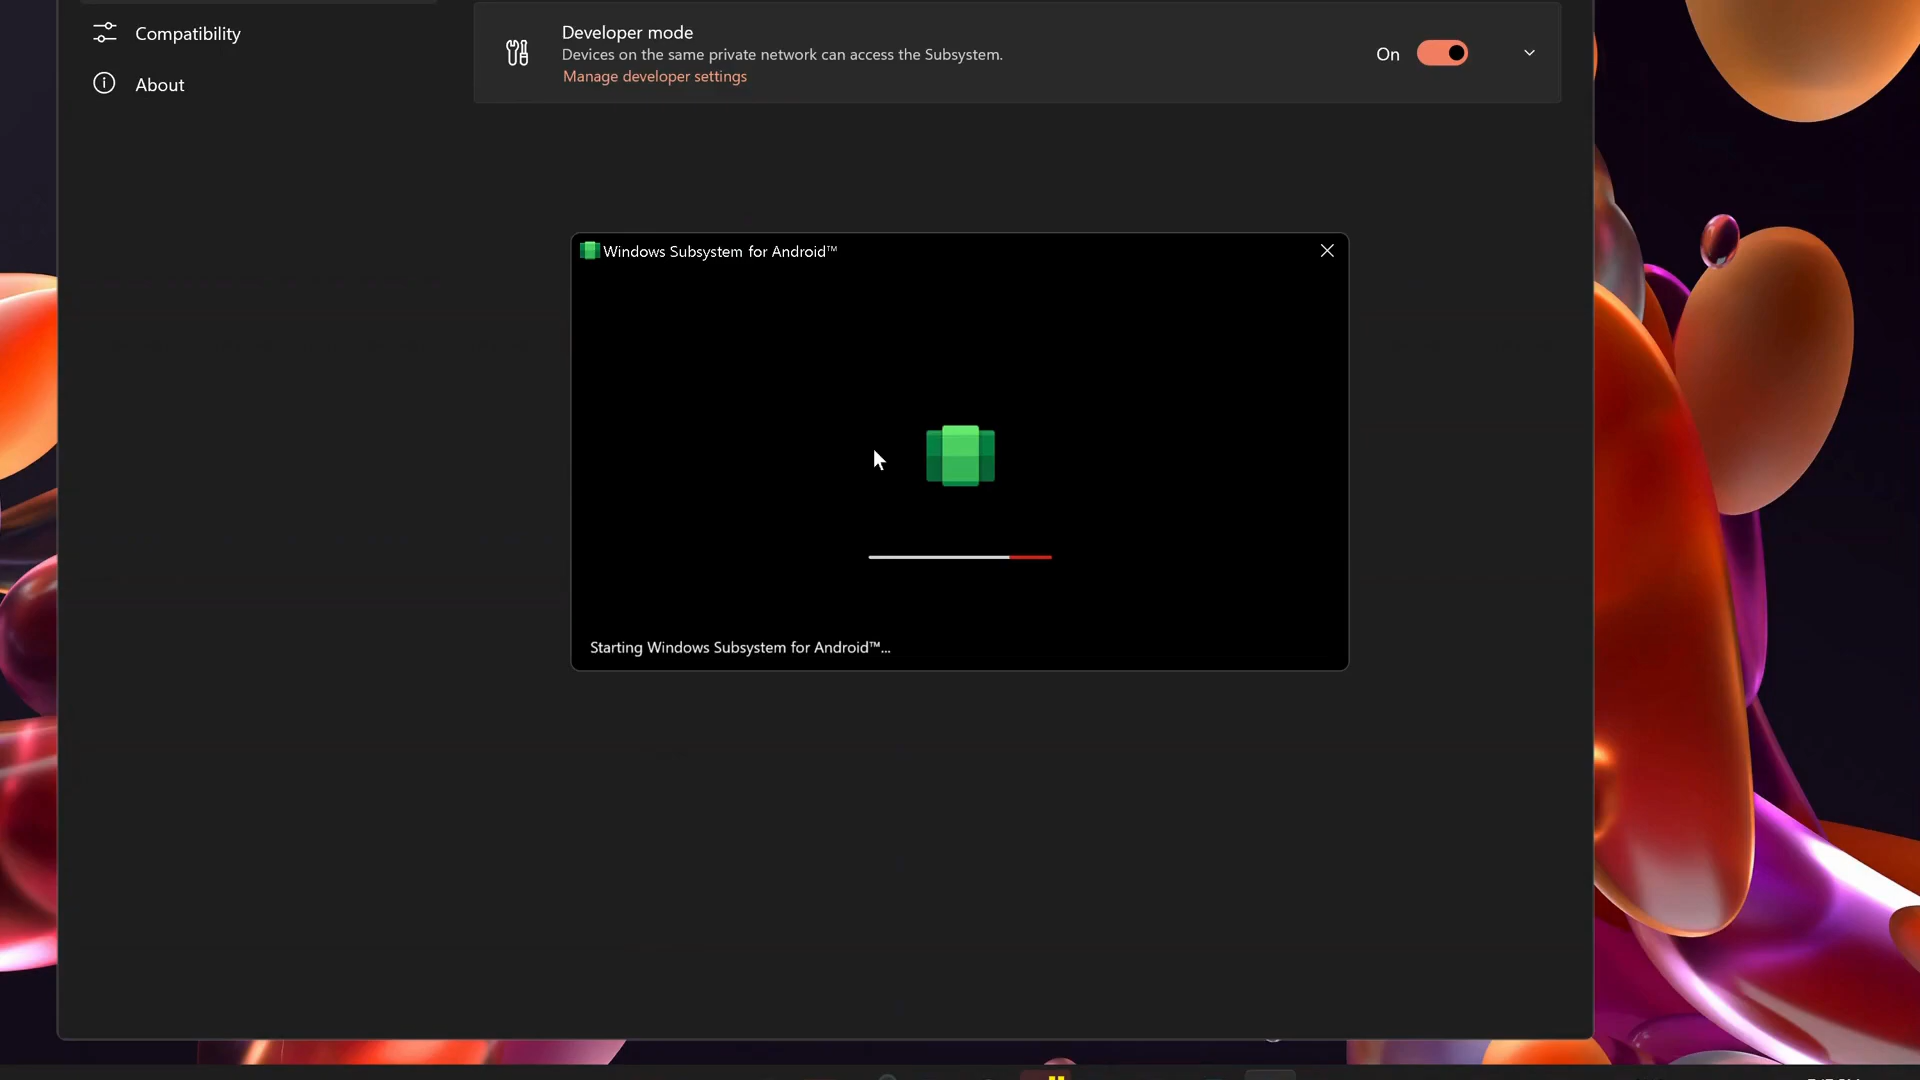 Compatibility
About
Developer mode
Devices on the same private network can access the Subsystem.
Manage developer settings
On
Windows Subsystem for Android™
Starting Windows Subsystem for Android™...